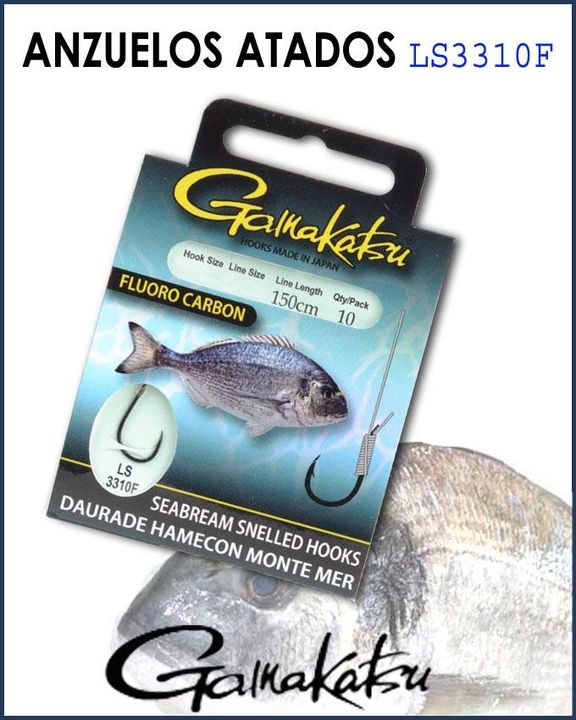 ANZUELOS ATADOS LS3310F
Gamakatsu
HOOKS MADE IN JAPAN
Hook Size Line Size Line Length Qty/Pack
150cm 10
FLUORO CARBON
LS
3310F
SEABREAM SNELLED HOOKS
DAURADE HAMECON MONTE MER
Gamakatsu